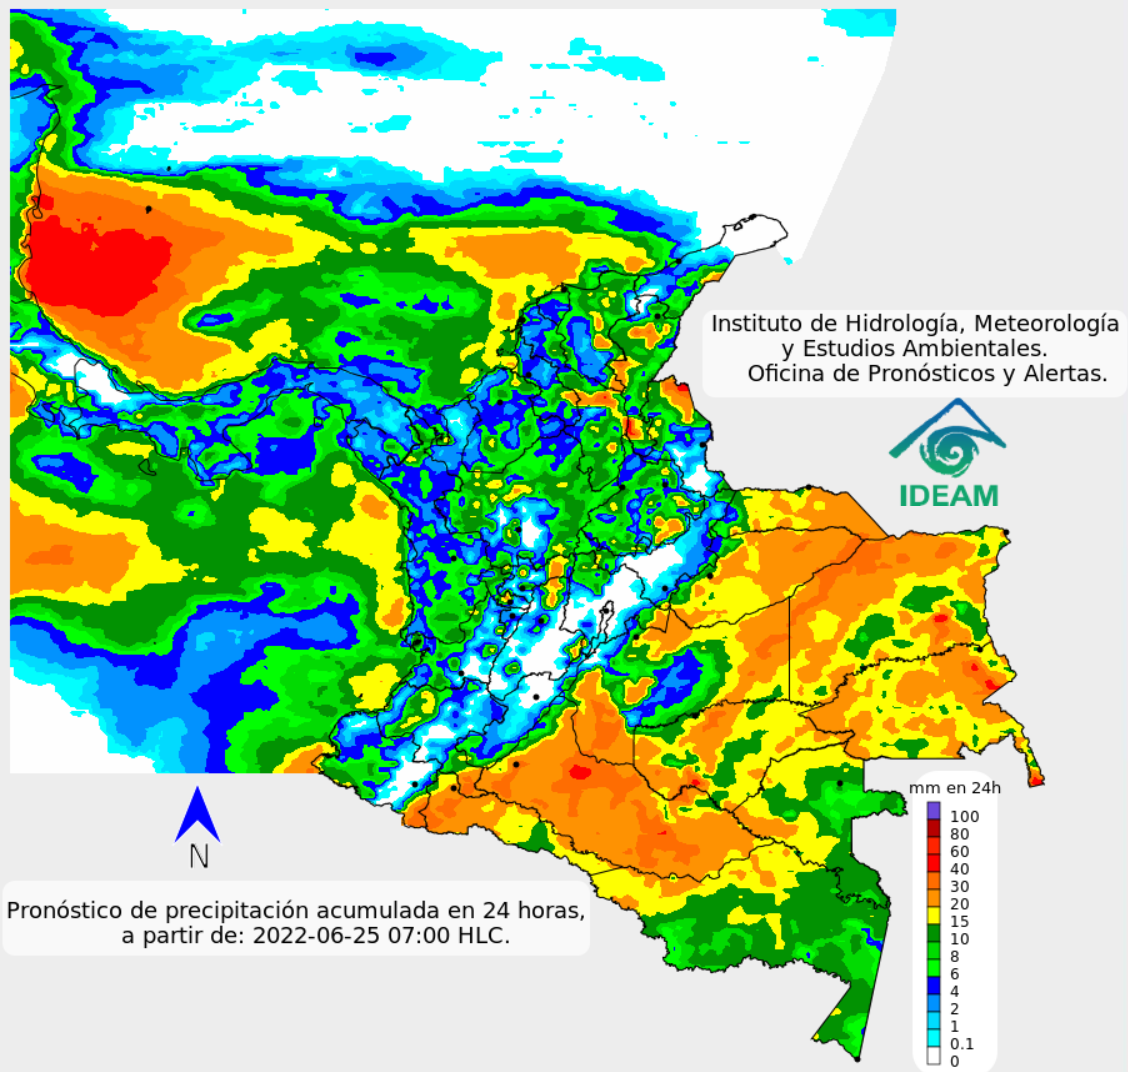 Instituto de Hidrología, Meteorología
y Estudios Ambientales.
Oficina de Pronósticos y Alertas.
IDEAM
mm en 24h
100
80
60
40
30
20
15
10
8
6
4
2
1
0.1
0
N
Pronóstico de precipitación acumulada en 24 horas,
a partir de: 2022-06-25 07:00 HLC.